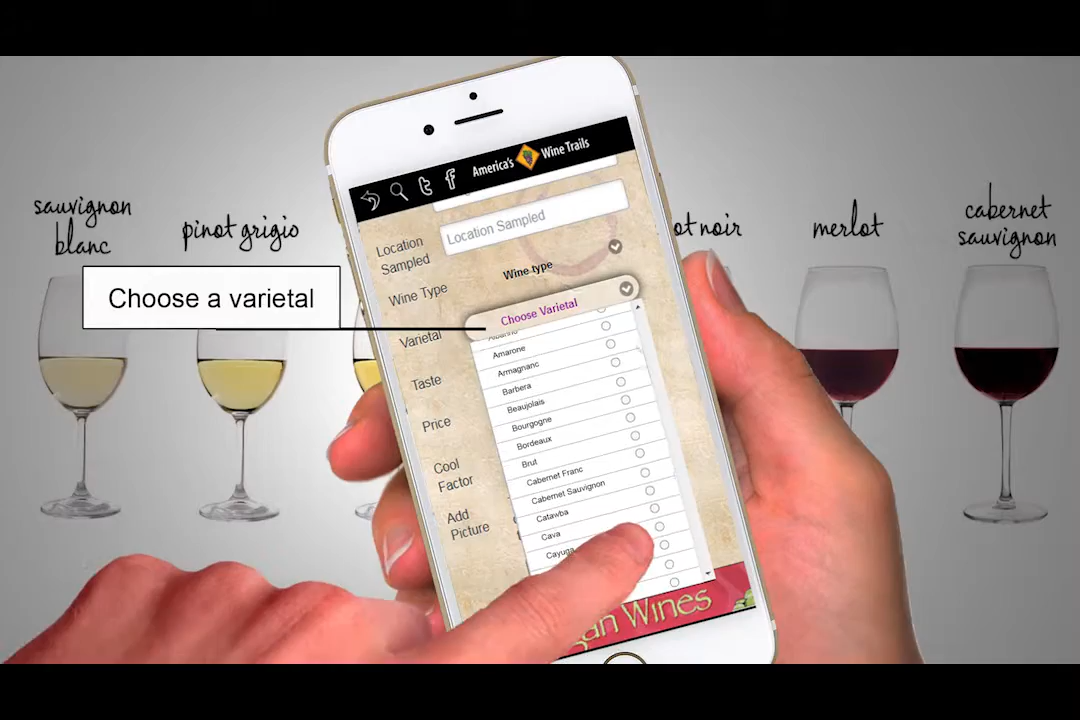 sauvignon
blanc
pinot grigio
ot noir
merlot
cabernet
sauvignon
Choose a varietal
America's Wine Trails
Location
Sampled
Location Sampled
Wine Type
Wine type
Varietal
Choose Varietal
Taste
Price
Cool
Factor
Add
Picture
Amarone
Armagnanc
Barbera
Beaujolais
Bourgogne
Bordeaux
Brut
Cabernet Franc
Cabernet Sauvignon
Catawba
Cava
Cayuga
gan Wines